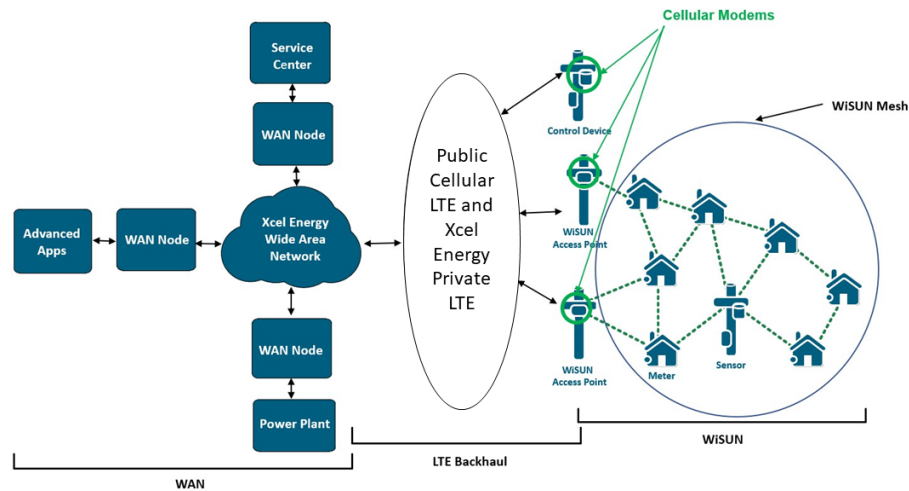 Cellular Modems
Service
Center
WiSUN Mesh
WAN Node
Control Device
Public
Cellular
LTE and
Xcel
Energy
Private
LTE
Advanced
Apps
WAN Node
Xcel Energy
Wide Area
Network
WiSUN
Access Point
WAN Node
WiSUN
Access Point
Meter
Sensor
Power Plant
WiSUN
LTE Backhaul
WAN